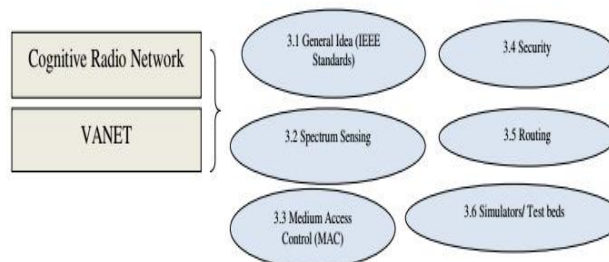 Cognitive Radio Network
VANET
3.1 General Idea (IEEE
Standards)
3.2 Spectrum Sensing
3.3 Medium Access
Control (MAC)
3.4 Security
3.5 Routing
3.6 Simulators/ Test beds